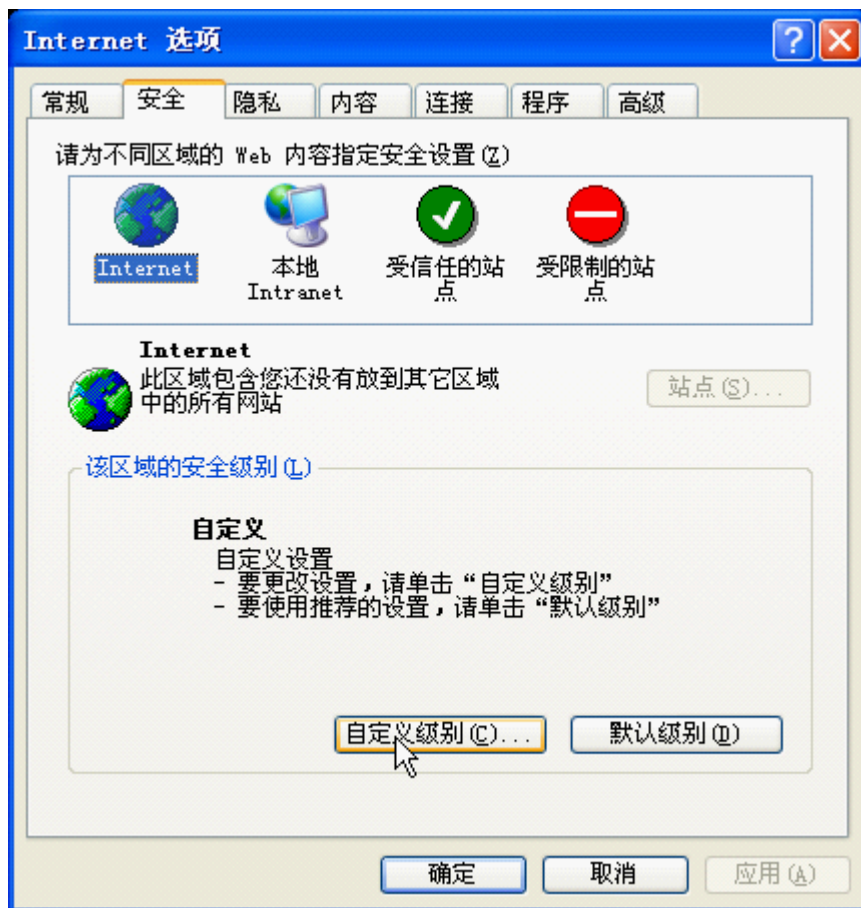 Internet 选项
常规 安全 隐私 内容 连接 程序 高级
请为不同区域的 Web 内容指定安全设置(Z)
Internet 本地 受信任的站 受限制的站
Intranet 点 点
Internet
此区域包含您还没有放到其它区域
中的所有网站
站点(S)...
该区域的安全级别(L)
自定义
自定义设置
- 要更改设置，请单击“自定义级别”
- 要使用推荐的设置，请单击“默认级别”
自定义级别(C)... 默认级别(D)
确定 取消 应用(A)